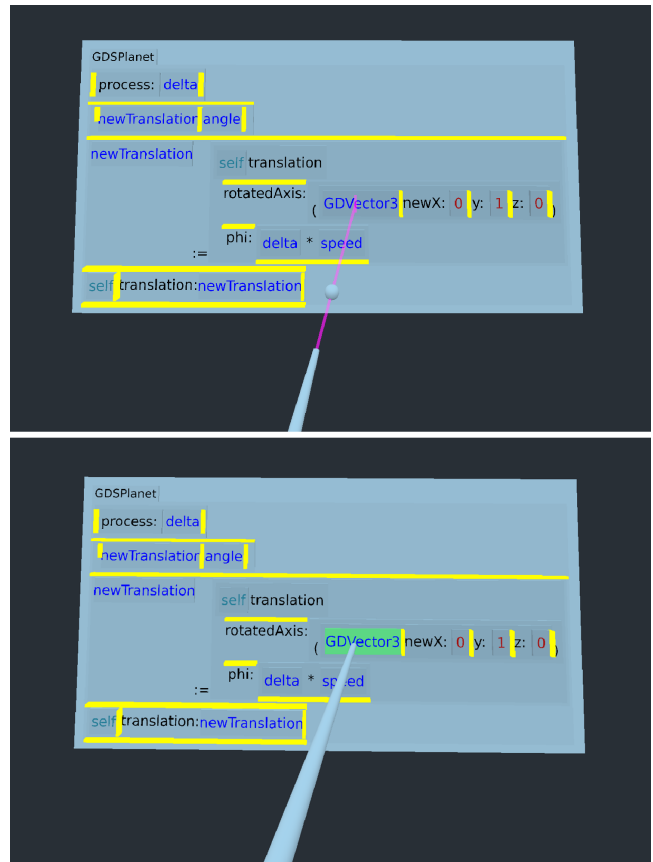 GDSPlanet
process: delta
newTranslation angle
newTranslation := self translation
rotatedAxis: ( GDVector3 newX: 0 y: 1 z: 0 )
phi: delta * speed
self translation: newTranslation
GDSPlanet
process: delta
newTranslation angle
newTranslation := self translation
rotatedAxis: ( GDVector3 newX: 0 y: 1 z: 0 )
phi: delta * speed
self translation: newTranslation